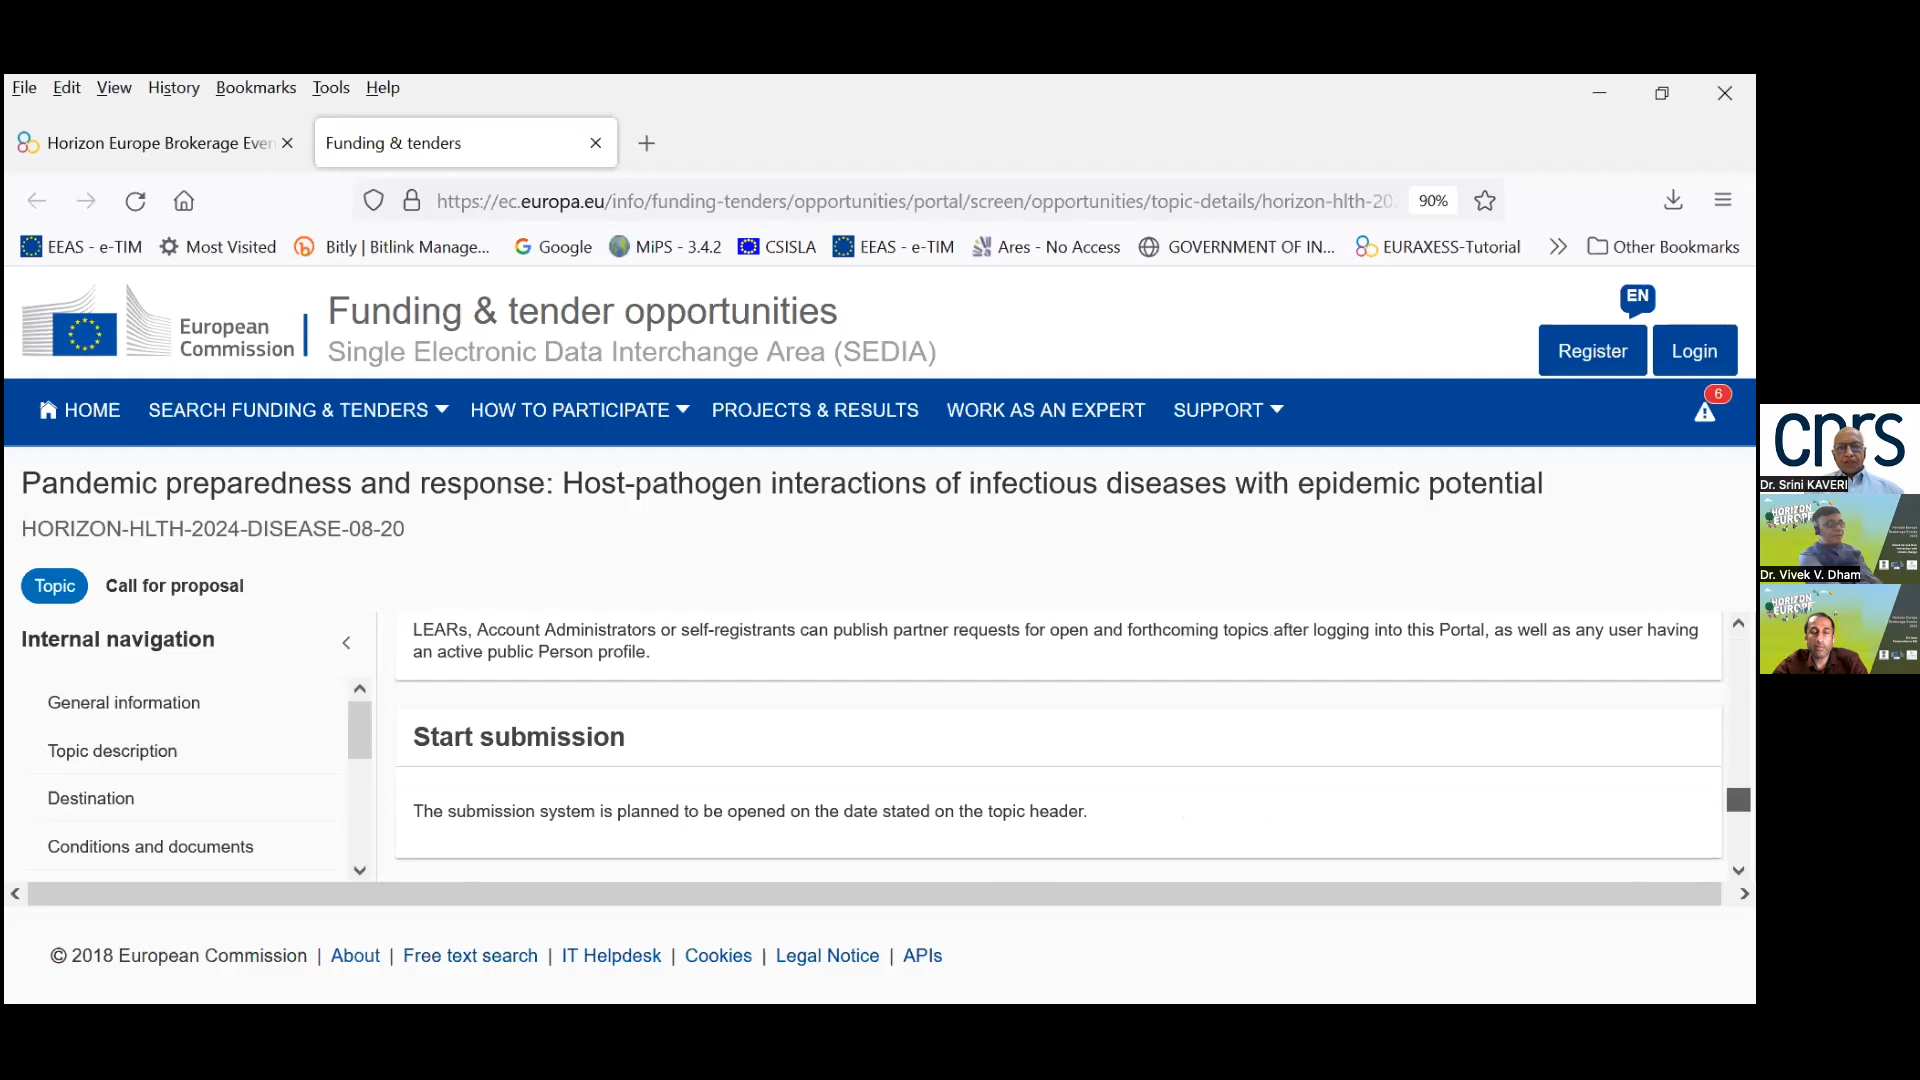 File Edit View History Bookmarks Tools Help
Horizon Europe Brokerage Even
Funding & tenders
https://ec.europa.eu/info/funding-tenders/opportunities/portal/screen/opportunities/topic-details/horizon-hlth-202
90%
EEAS - e-TIM Most Visited Bitly | Bitlink Manage... Google MiPS - 3.4.2 CSISLA EEAS - e-TIM Ares - No Access GOVERNMENT OF IN... EURAXESS-Tutorial Other Bookmarks
European
Commission
Funding & tender opportunities
Single Electronic Data Interchange Area (SEDIA)
EN
Register Login
HOME SEARCH FUNDING & TENDERS HOW TO PARTICIPATE PROJECTS & RESULTS WORK AS AN EXPERT SUPPORT
6
Pandemic preparedness and response: Host-pathogen interactions of infectious diseases with epidemic potential
HORIZON-HLTH-2024-DISEASE-08-20
Topic Call for proposal
Internal navigation
General information
Topic description
Destination
Conditions and documents
LEARs, Account Administrators or self-registrants can publish partner requests for open and forthcoming topics after logging into this Portal, as well as any user having
an active public Person profile.
Start submission
The submission system is planned to be opened on the date stated on the topic header.
© 2018 European Commission | About | Free text search | IT Helpdesk | Cookies | Legal Notice | APIs
cnrs
Dr. Srini KAVERI
HORIZON
EUROPE
Dr. Vivek V. Dham
HORIZON
EUROPE